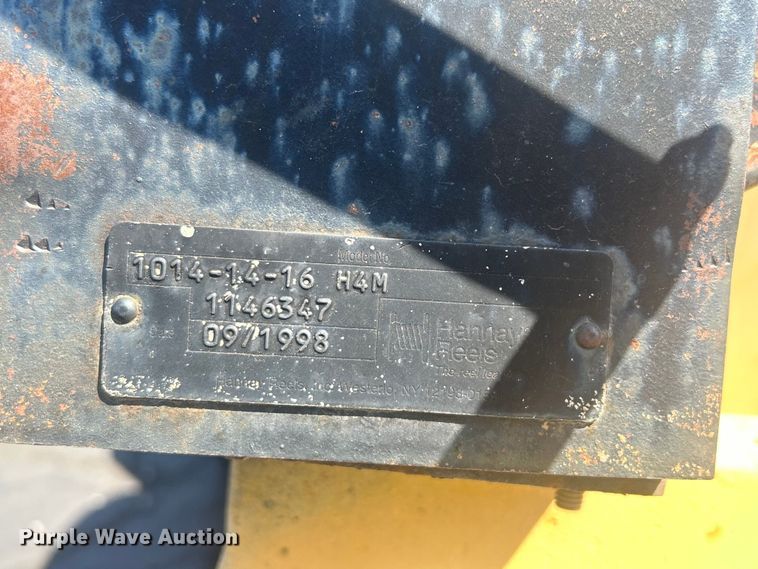 Model No.
1014-14-16 H4M
1146347
09/1998
Hannay
Reels
The reel
Hannay Reels, Inc. Westerlo, NY
Purple Wave Auction